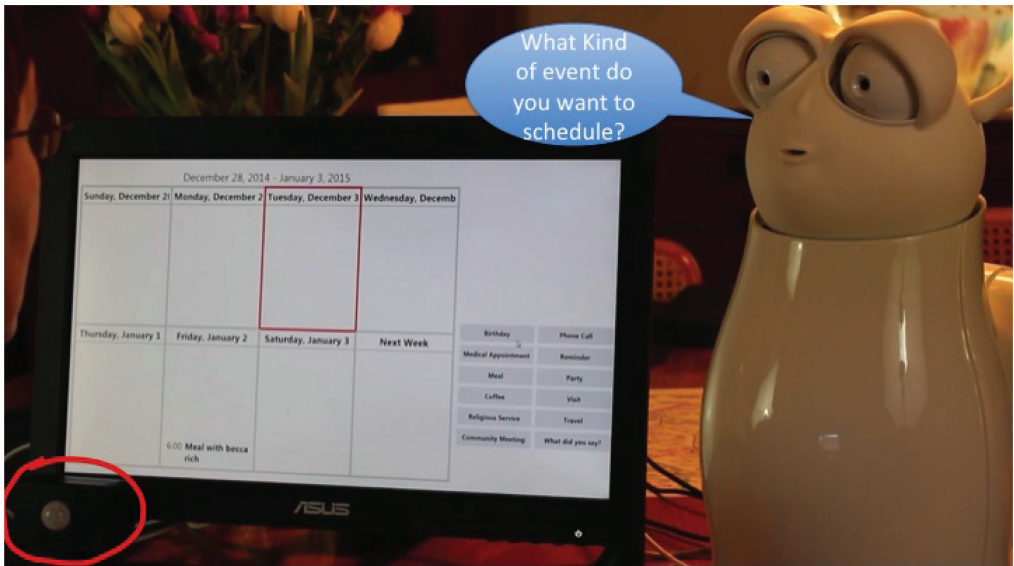 What Kind
of event do
you want to
schedule?
December 28, 2014 - January 3, 2015
Sunday, December 2
Monday, December 2
Tuesday, December 3
Wednesday, Decemb
Thursday, January 1
Friday, January 2
Saturday, January 3
Next Week
6:00 Meal with becca
rich
Birthday
Phone Call
Medical Appointment
Reminder
Meal
Party
Coffee
Visit
Religious Service
Travel
Community Meeting
What did you say?
ASUS